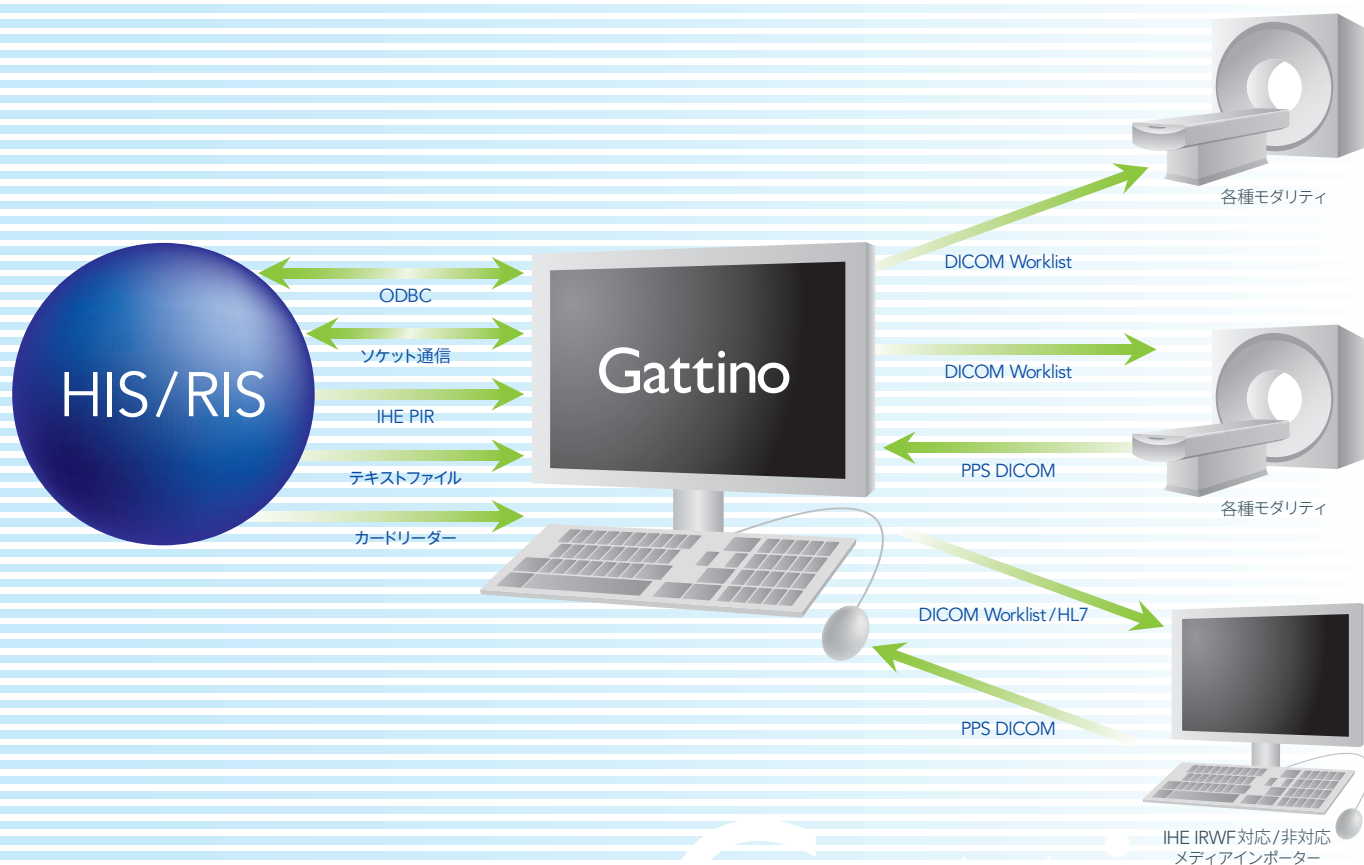 HIS/RIS
ODBC
ソケット通信
IHE PIR
テキストファイル
カードリーダー
Gattino
DICOM Worklist
各種モダリティ
DICOM Worklist
PPS DICOM
各種モダリティ
DICOM Worklist/HL7
PPS DICOM
IHE IRWF対応/非対応
メディアインポーター